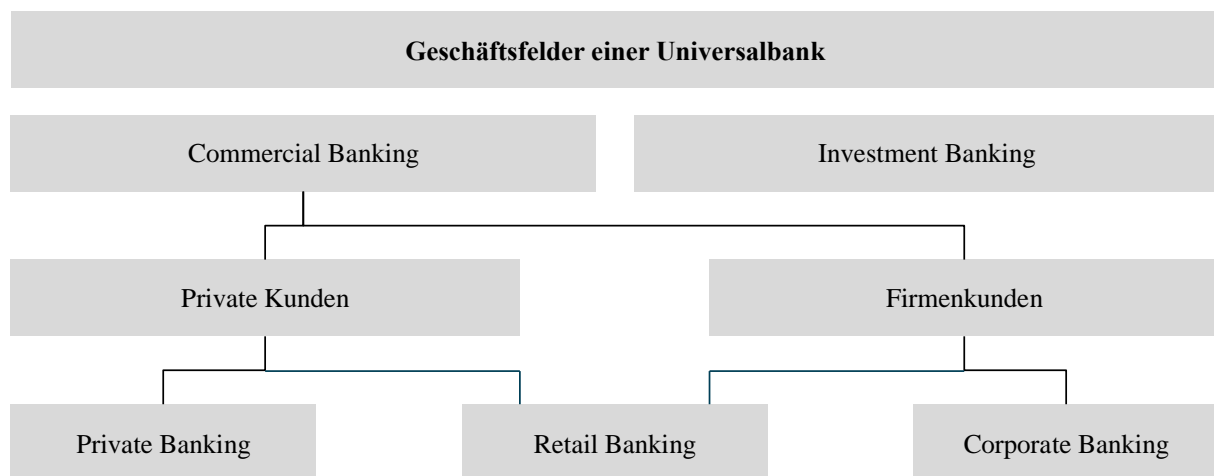 Geschäftsfelder einer Universalbank
Commercial Banking
Investment Banking
Private Kunden
Firmenkunden
Private Banking
Retail Banking
Corporate Banking